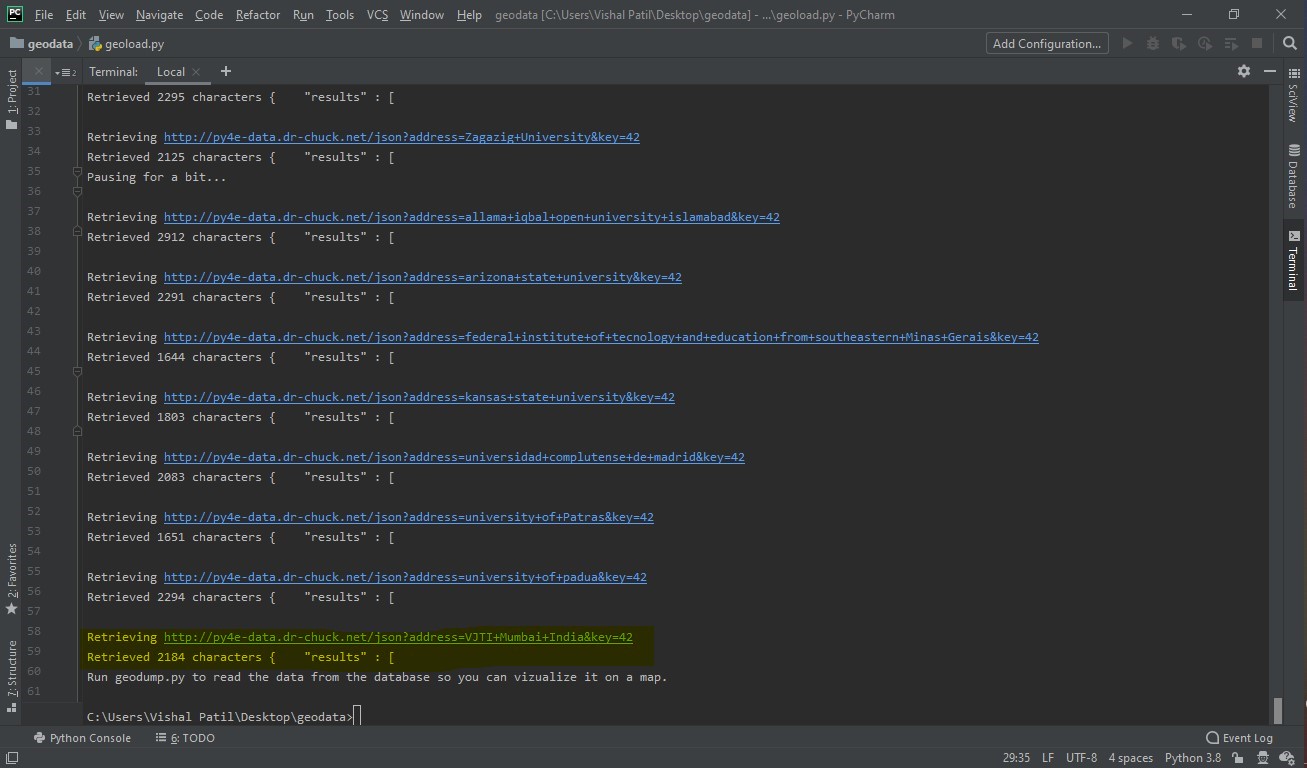 PC File Edit View Navigate Code Refactor Run Tools VCS Window Help geodata [C:\Users\Vishal Patil\Desktop\geodata] - ...\geoload.py - PyCharm
geodata geoload.py Add Configuration...
Terminal: Local × +
1: Project
SciView
Database
Terminal
2: Favorites
7: Structure
2
31 Retrieved 2295 characters {    "results" : [
32
33 Retrieving http://py4e-data.dr-chuck.net/json?address=Zagazig+University&key=42
34 Retrieved 2125 characters {    "results" : [
35 Pausing for a bit...
36
37 Retrieving http://py4e-data.dr-chuck.net/json?address=allama+iqbal+open+university+islamabad&key=42
38 Retrieved 2912 characters {    "results" : [
39
40 Retrieving http://py4e-data.dr-chuck.net/json?address=arizona+state+university&key=42
41 Retrieved 2291 characters {    "results" : [
42
43 Retrieving http://py4e-data.dr-chuck.net/json?address=federal+institute+of+tecnology+and+education+from+southeastern+Minas+Gerais&key=42
44 Retrieved 1644 characters {    "results" : [
45
46 Retrieving http://py4e-data.dr-chuck.net/json?address=kansas+state+university&key=42
47 Retrieved 1803 characters {    "results" : [
48
49 Retrieving http://py4e-data.dr-chuck.net/json?address=universidad+complutense+de+madrid&key=42
50 Retrieved 2083 characters {    "results" : [
51
52 Retrieving http://py4e-data.dr-chuck.net/json?address=university+of+Patras&key=42
53 Retrieved 1651 characters {    "results" : [
54
55 Retrieving http://py4e-data.dr-chuck.net/json?address=university+of+padua&key=42
56 Retrieved 2294 characters {    "results" : [
57
58 Retrieving http://py4e-data.dr-chuck.net/json?address=VJTI+Mumbai+India&key=42
59 Retrieved 2184 characters {    "results" : [
60 Run geodump.py to read the data from the database so you can vizualize it on a map.
61
C:\Users\Vishal Patil\Desktop\geodata>
Python Console 6: TODO Event Log
29:35 LF UTF-8 4 spaces Python 3.8